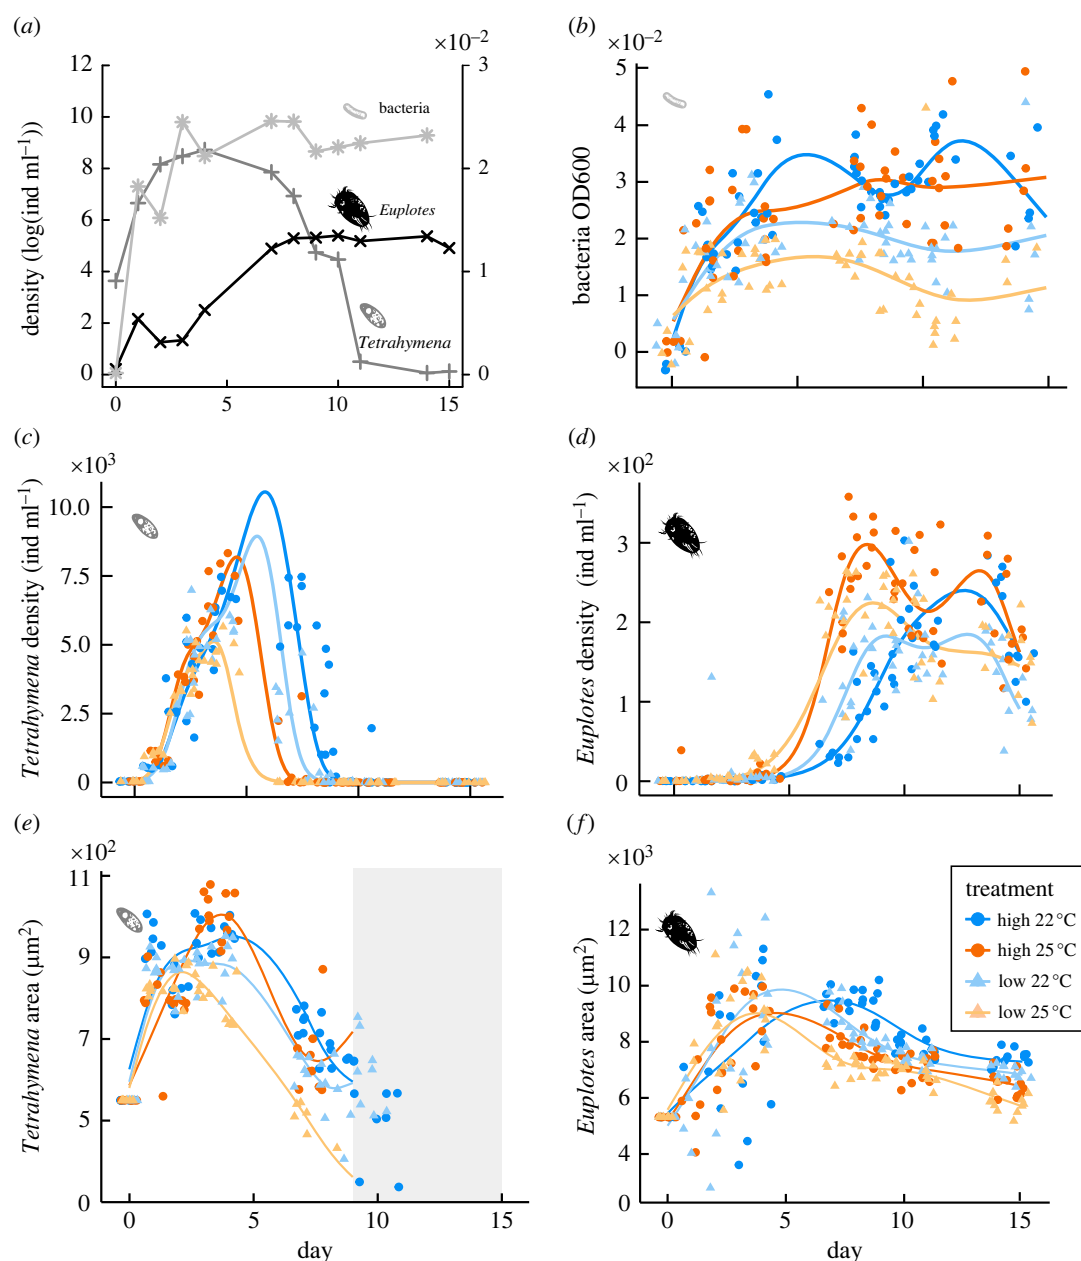 (a)
×10⁻²
12
10
8
6
4
2
0
3
2
1
0
density (log(ind ml⁻¹))
bacteria
Euplotes
Tetrahymena
0 5 10 15
(b)
×10⁻²
5
4
3
2
1
0
bacteria OD600
(c)
×10³
10.0
7.5
5.0
2.5
0
Tetrahymena density (ind ml⁻¹)
(d)
×10²
3
2
1
0
Euplotes density (ind ml⁻¹)
(e)
×10²
11
9
7
5
0
Tetrahymena area (μm²)
0 5 10 15
day
(f)
×10³
12
10
8
6
4
0
Euplotes area (μm²)
0 5 10 15
day
treatment
high 22 °C
high 25 °C
low 22 °C
low 25 °C